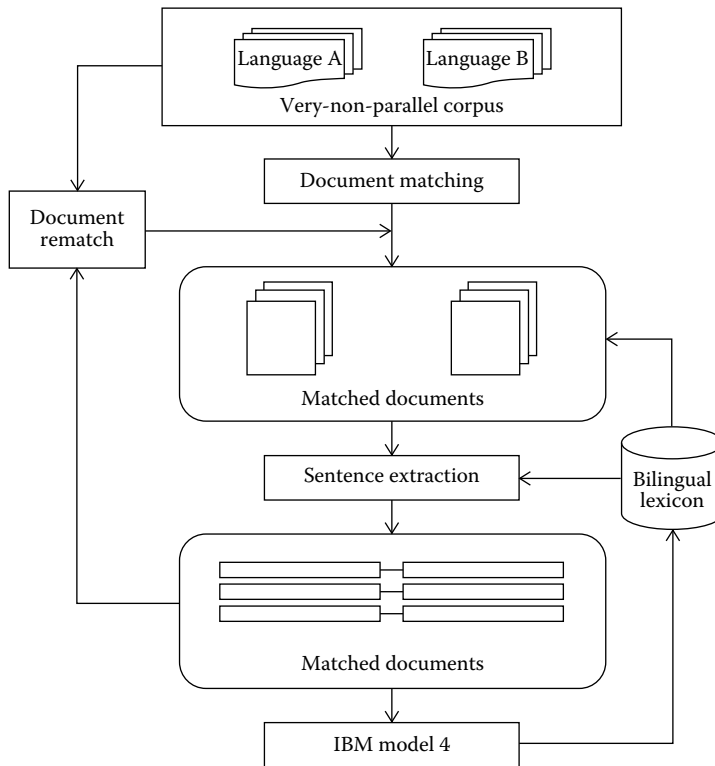 Language A
Language B
Very-non-parallel corpus
Document matching
Document
rematch
Matched documents
Sentence extraction
Bilingual
lexicon
Matched documents
IBM model 4